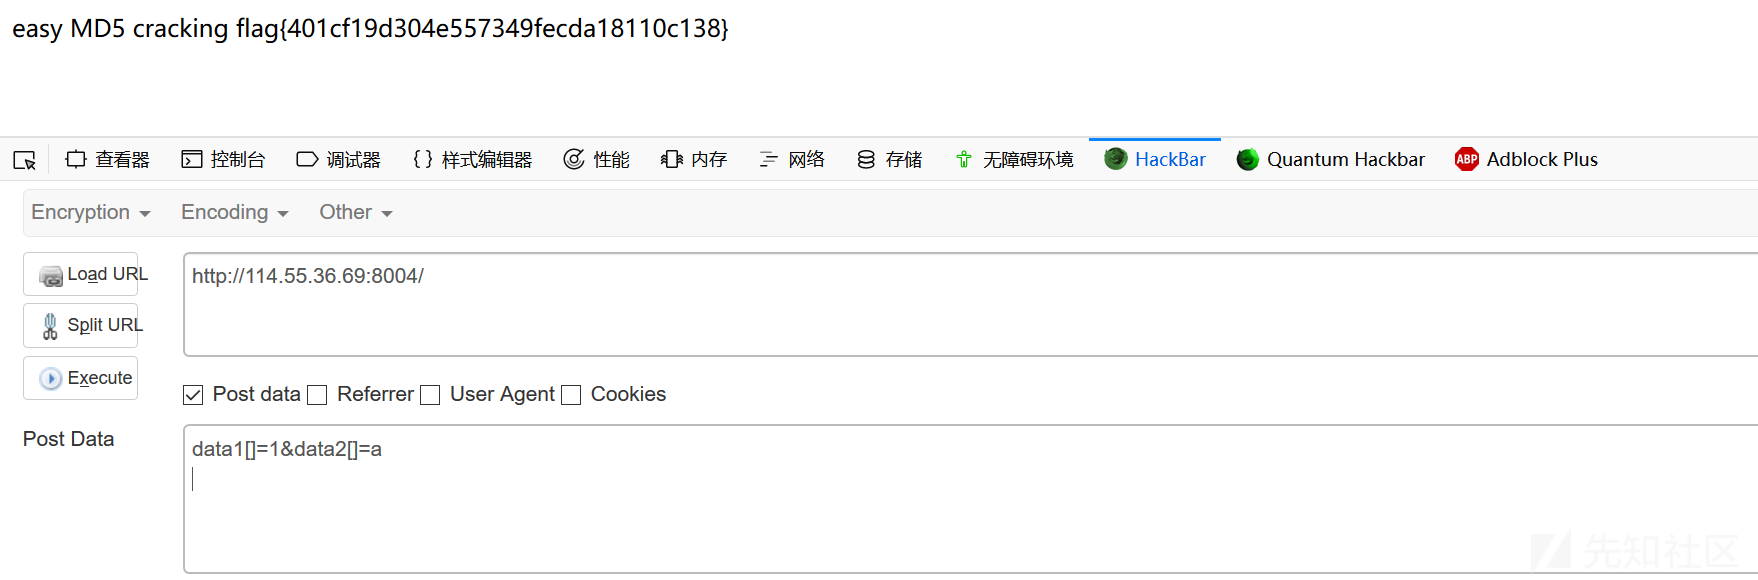 easy MD5 cracking flag{401cf19d304e557349fecda18110c138}
查看器 控制台 调试器 {} 样式编辑器 性能 内存 网络 存储 无障碍环境 HackBar Quantum Hackbar ABP Adblock Plus
Encryption Encoding Other
Load URL http://114.55.36.69:8004/
Split URL
Execute
Post data Referrer User Agent Cookies
Post Data data1[]=1&data2[]=a
先知社区